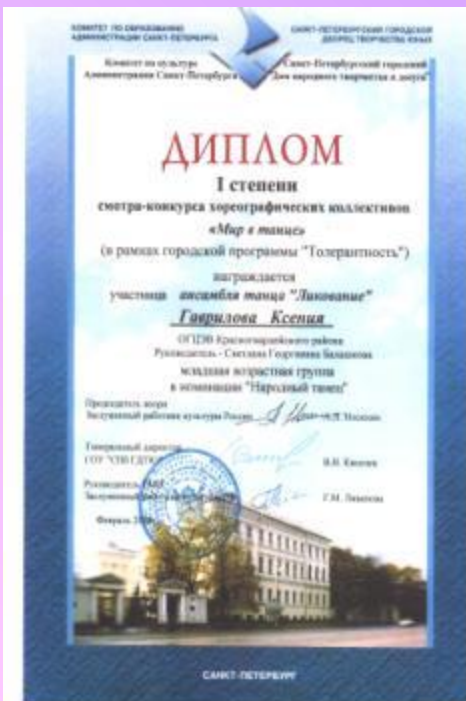 КОМИТЕТ ПО ОБРАЗОВАНИЮ
АДМИНИСТРАЦИИ САНКТ-ПЕТЕРБУРГА
САНКТ-ПЕТЕРБУРГСКИЙ ГОРОДСКОЙ
ДВОРЕЦ ТВОРЧЕСТВА ЮНЫХ
Комитет по культуре
Администрации Санкт-Петербурга
Санкт-Петербургский городской
"Дом народного творчества и досуга"
ДИПЛОМ
I степени
смотра-конкурса хореографических коллективов
«Мир в танце»
(в рамках городской программы "Толерантность")
награждается
участница ансамбля танца "Ликование"
Гаврилова Ксения
Красногвардейского района
Руководитель - Светлана Георгиевна
младшая возрастная группа
в номинации "Народный танец"
Председатель жюри
Заслуженный работник культуры России
Генеральный директор
Руководитель
Заслуженный
Февраль
САНКТ-ПЕТЕРБУРГ